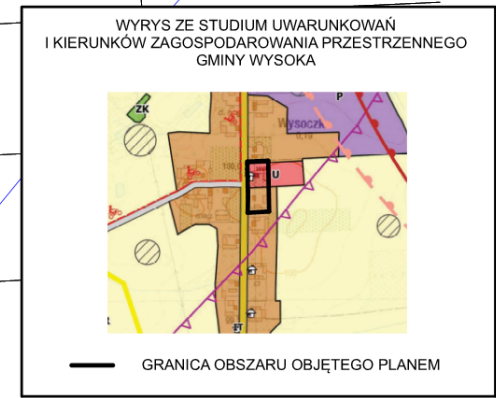 WYRYS ZE STUDIUM UWARUNKOWAŃ
I KIERUNKÓW ZAGOSPODAROWANIA PRZESTRZENNEGO
GMINY WYSOKA
ZK
P
U
GRANICA OBSZARU OBJĘTEGO PLANEM